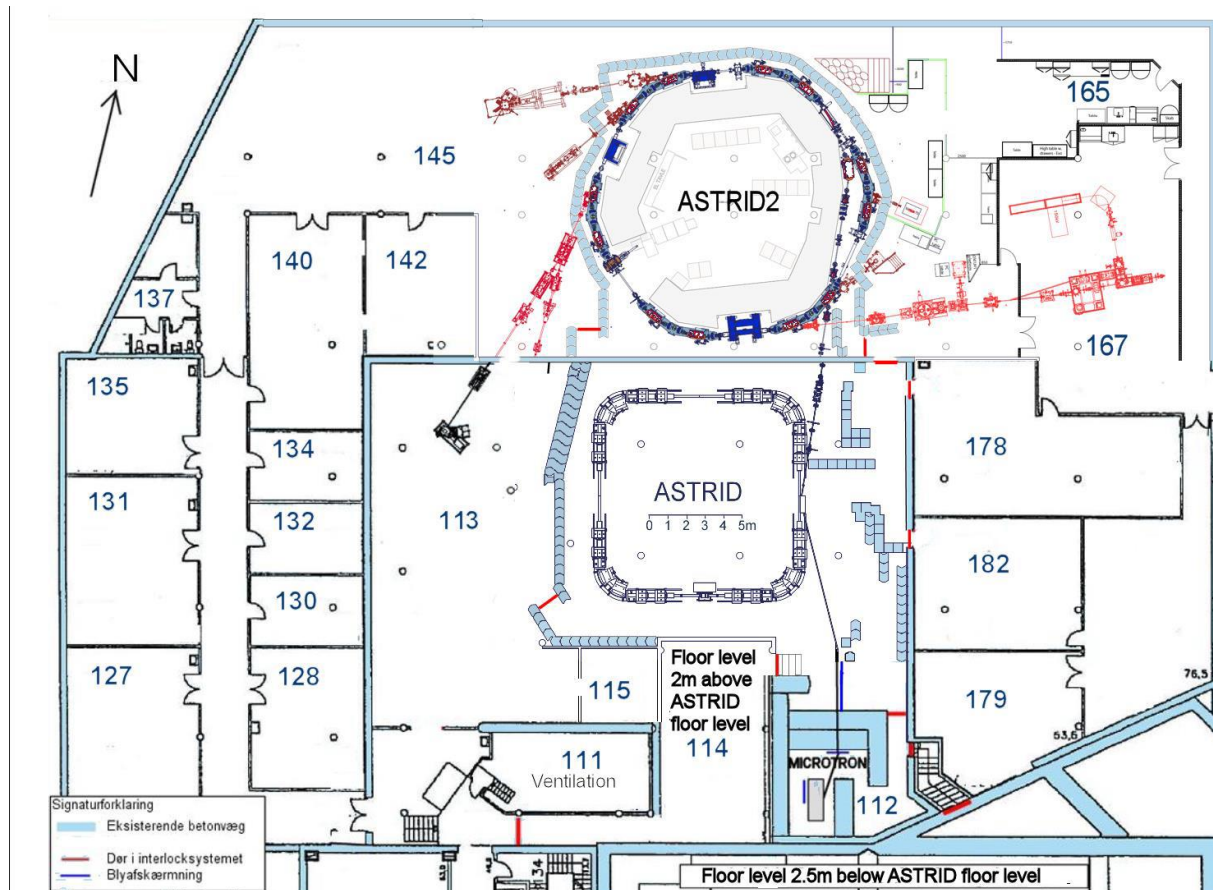 N
165
145
ASTRID2
140
142
137
167
135
134
178
131
ASTRID
113
132
0 1 2 3 4 5m
182
130
Floor level
2m above
ASTRID
floor level
127
128
115
179
76,5
53,6
111
Ventilation
114
MICROTRON
112
Signaturforklaring
Eksisterende betonvæg
Dør i interlocksystemet
Blyafskærmning
134
Floor level 2.5m below ASTRID floor level